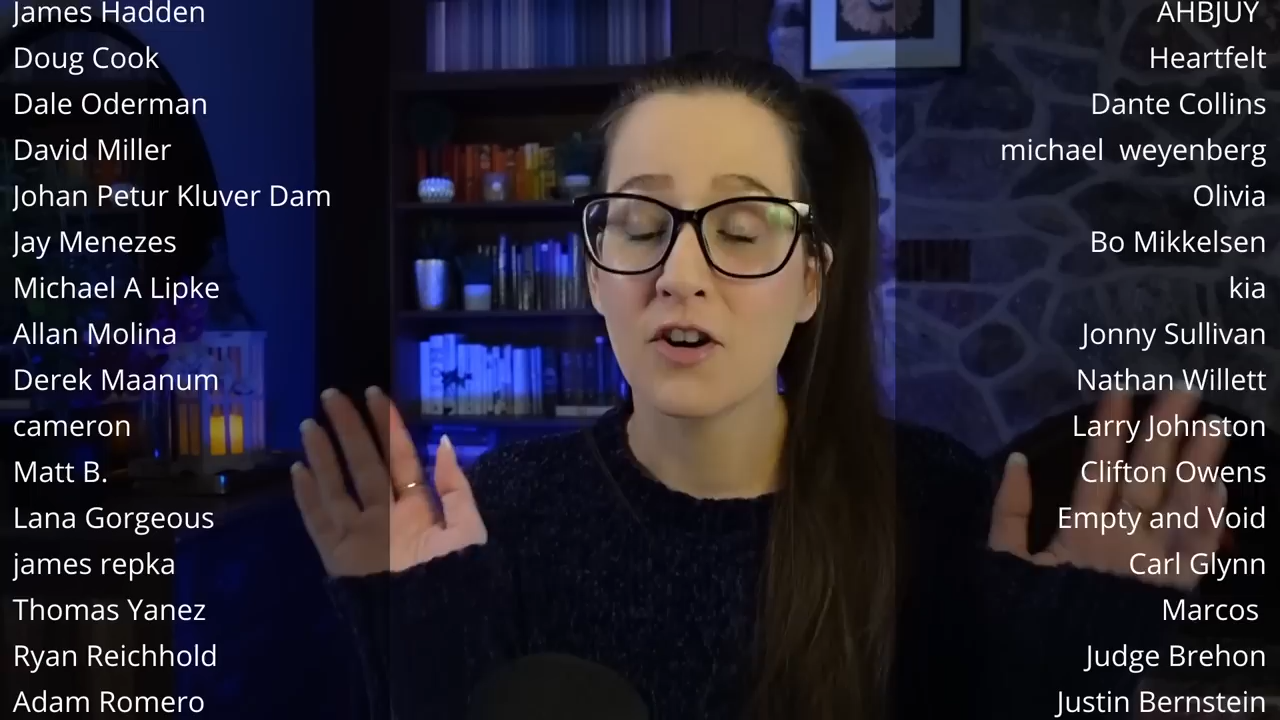 James Hadden
Doug Cook
Dale Oderman
David Miller
Johan Petur Kluver Dam
Jay Menezes
Michael A Lipke
Allan Molina
Derek Maanum
cameron
Matt B.
Lana Gorgeous
james repka
Thomas Yanez
Ryan Reichhold
Adam Romero
AHBJUY
Heartfelt
Dante Collins
michael weyenberg
Olivia
Bo Mikkelsen
kia
Jonny Sullivan
Nathan Willett
Larry Johnston
Clifton Owens
Empty and Void
Carl Glynn
Marcos
Judge Brehon
Justin Bernstein